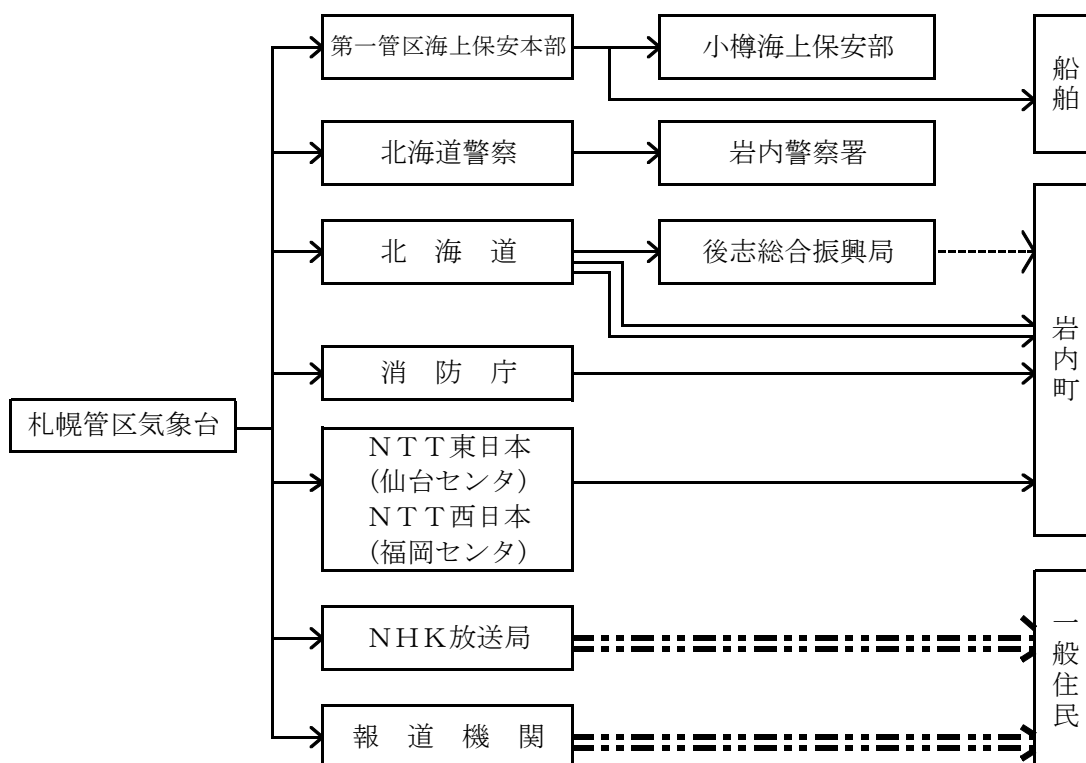 第一管区海上保安本部
小樽海上保安部
船舶
北海道警察
岩内警察署
北海道
後志総合振興局
岩内町
消防庁
札幌管区気象台
ＮＴＴ東日本
(仙台センタ)
ＮＴＴ西日本
(福岡センタ)
ＮＨＫ放送局
一般住民
報道機関